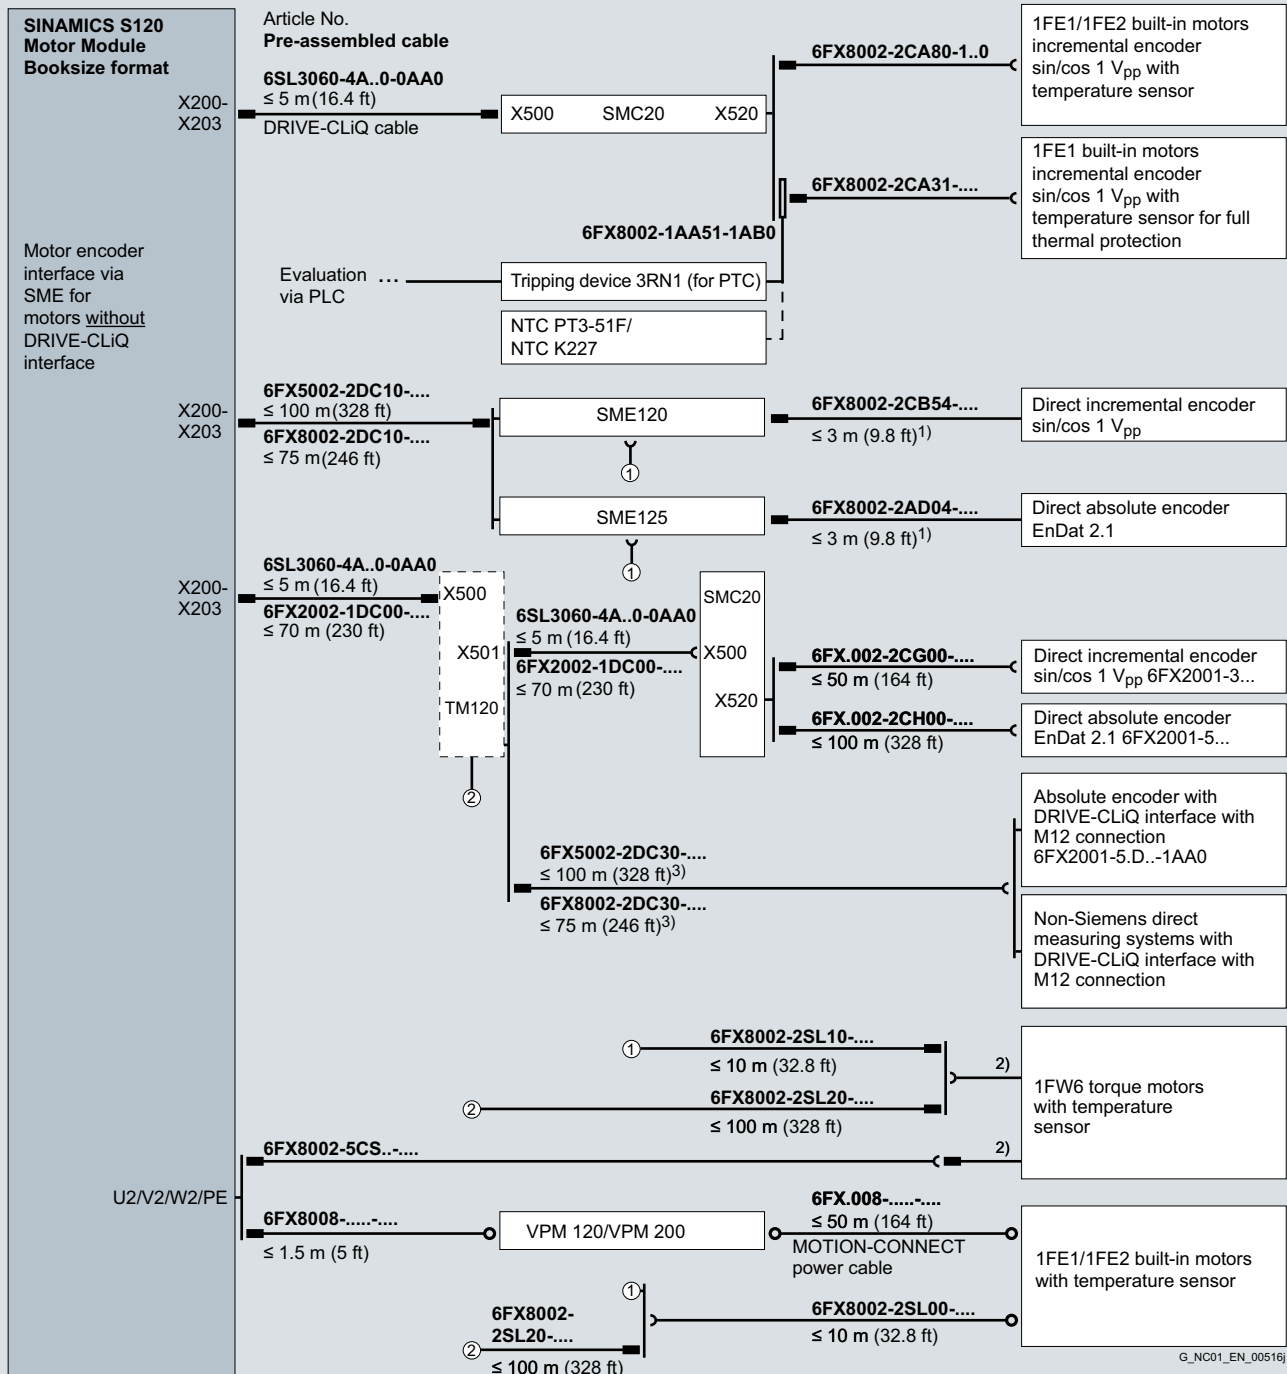 SINAMICS S120
Motor Module
Booksize format
Article No.
Pre-assembled cable
6SL3060-4A..0-0AA0
≤ 5 m (16.4 ft)
DRIVE-CLiQ cable
X200-
X203
X500 SMC20 X520
6FX8002-2CA80-1..0
1FE1/1FE2 built-in motors
incremental encoder
sin/cos 1 Vpp with
temperature sensor
6FX8002-2CA31-....
1FE1 built-in motors
incremental encoder
sin/cos 1 Vpp with
temperature sensor for full
thermal protection
6FX8002-1AA51-1AB0
Motor encoder
interface via
SME for
motors without
DRIVE-CLiQ
interface
Evaluation ...
via PLC
Tripping device 3RN1 (for PTC)
NTC PT3-51F/
NTC K227
X200-
X203
6FX5002-2DC10-....
≤ 100 m (328 ft)
6FX8002-2DC10-....
≤ 75 m (246 ft)
SME120
1
6FX8002-2CB54-....
≤ 3 m (9.8 ft)1)
Direct incremental encoder
sin/cos 1 Vpp
SME125
1
6FX8002-2AD04-....
≤ 3 m (9.8 ft)1)
Direct absolute encoder
EnDat 2.1
X200-
X203
6SL3060-4A..0-0AA0
≤ 5 m (16.4 ft)
6FX2002-1DC00-....
≤ 70 m (230 ft)
X500
X501
TM120
2
6SL3060-4A..0-0AA0
≤ 5 m (16.4 ft)
6FX2002-1DC00-....
≤ 70 m (230 ft)
SMC20
X500
X520
6FX.002-2CG00-....
≤ 50 m (164 ft)
Direct incremental encoder
sin/cos 1 Vpp 6FX2001-3...
6FX.002-2CH00-....
≤ 100 m (328 ft)
Direct absolute encoder
EnDat 2.1 6FX2001-5...
6FX5002-2DC30-....
≤ 100 m (328 ft)3)
6FX8002-2DC30-....
≤ 75 m (246 ft)3)
Absolute encoder with
DRIVE-CLiQ interface with
M12 connection
6FX2001-5.D..-1AA0
Non-Siemens direct
measuring systems with
DRIVE-CLiQ interface with
M12 connection
1
6FX8002-2SL10-....
≤ 10 m (32.8 ft)
2
6FX8002-2SL20-....
≤ 100 m (328 ft)
2)
1FW6 torque motors
with temperature
sensor
6FX8002-5CS..-....
2)
U2/V2/W2/PE
6FX8008-.....-....
≤ 1.5 m (5 ft)
VPM 120/VPM 200
6FX.008-.....-....
≤ 50 m (164 ft)
MOTION-CONNECT
power cable
1FE1/1FE2 built-in motors
with temperature sensor
1
6FX8002-
2SL20-....
2
≤ 100 m (328 ft)
6FX8002-2SL00-....
≤ 10 m (32.8 ft)
G_NC01_EN_00516j